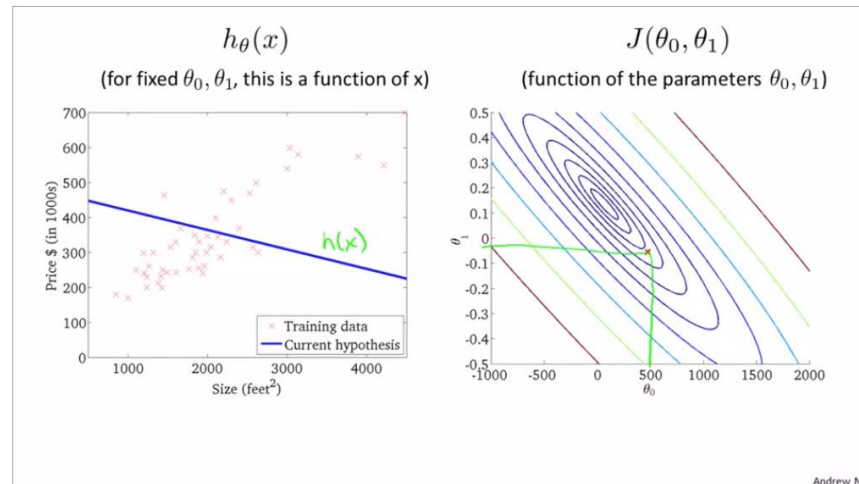 h_θ(x)
(for fixed θ₀, θ₁, this is a function of x)
700
600
500
400
300
200
100
0
Price $ (in 1000s)
1000 2000 3000 4000
Size (feet²)
h(x)
Training data
Current hypothesis
J(θ₀, θ₁)
(function of the parameters θ₀, θ₁)
0.5
0.4
0.3
0.2
0.1
0
-0.1
-0.2
-0.3
-0.4
-0.5
θ₁
-1000 -500 0 500 1000 1500 2000
θ₀
Andrew N